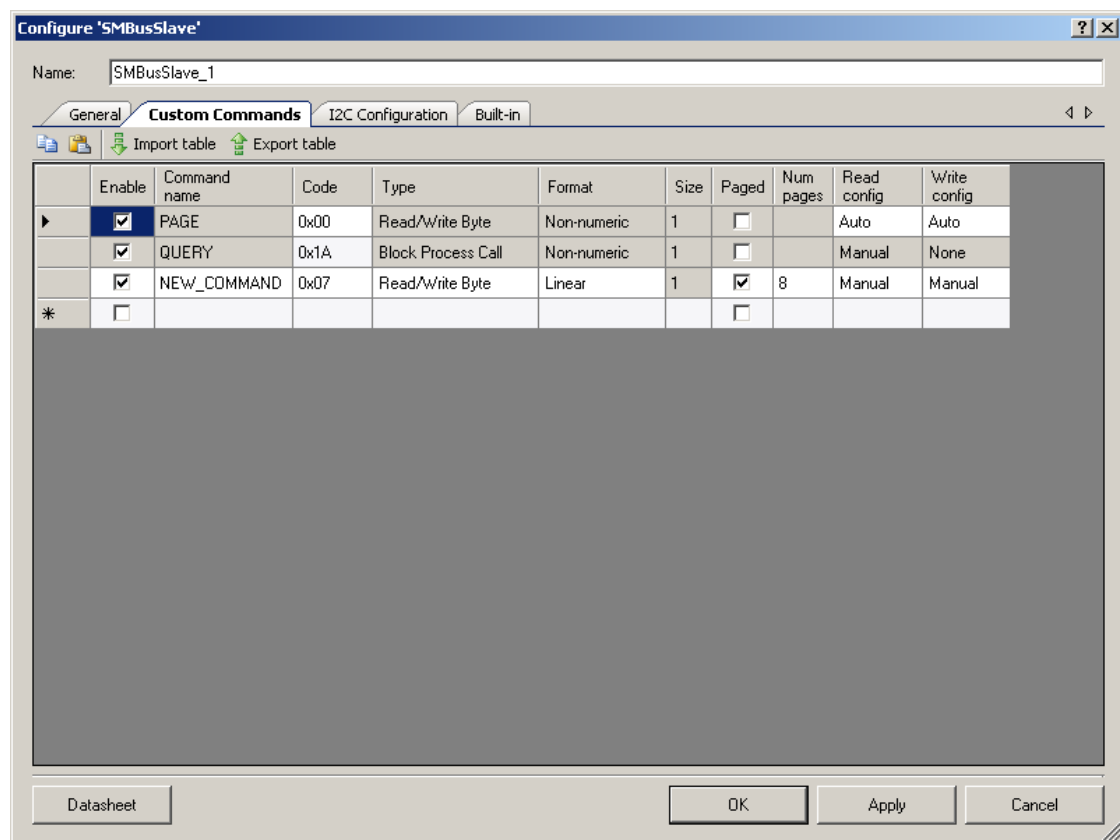 Configure 'SMBusSlave'
Name: SMBusSlave_1
General Custom Commands I2C Configuration Built-in
Import table Export table
Enable Command name Code Type Format Size Paged Num pages Read config Write config
PAGE 0x00 Read/Write Byte Non-numeric 1 Auto Auto
QUERY 0x1A Block Process Call Non-numeric 1 Manual None
NEW_COMMAND 0x07 Read/Write Byte Linear 1 8 Manual Manual
Datasheet OK Apply Cancel